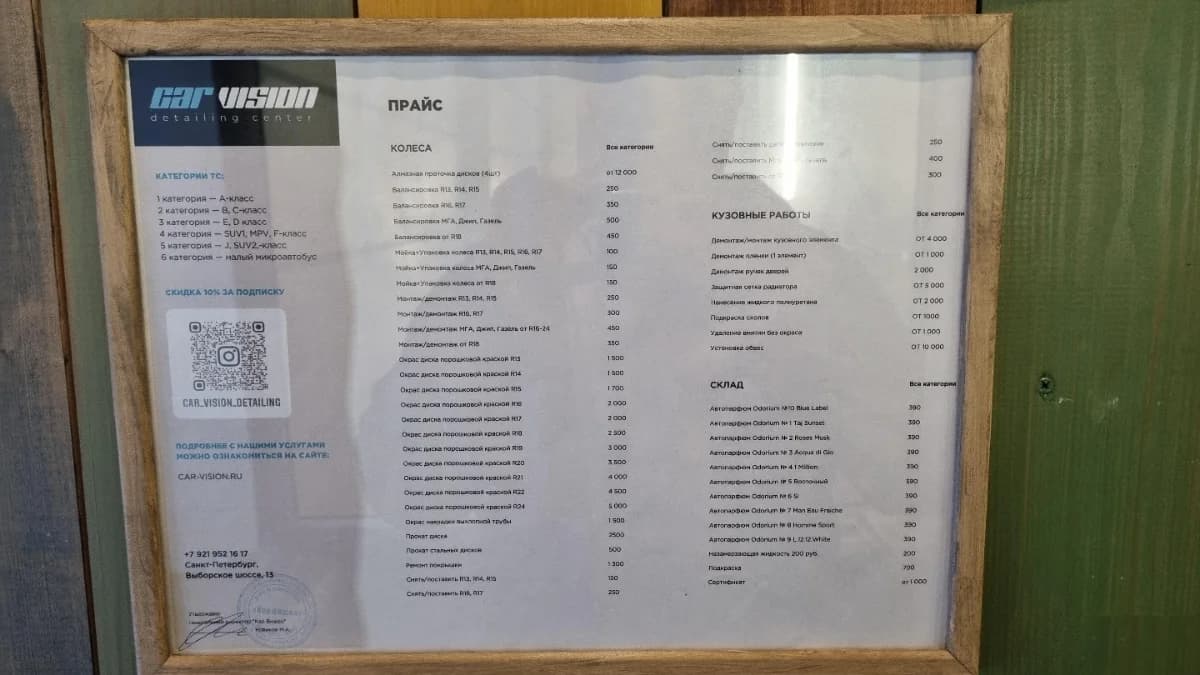 car vision
detailing center
КАТЕГОРИИ ТС:
1 категория — А-класс
2 категория — B, C-класс
3 категория — E, D класс
4 категория — SUV1, MPV, F-класс
5 категория — J, SUV2,-класс
6 категория — малый микроавтобус
СКИДКА 10% ЗА ПОДПИСКУ
CAR_VISION_DETAILING
ПОДРОБНЕЕ С НАШИМИ УСЛУГАМИ
МОЖНО ОЗНАКОМИТЬСЯ НА САЙТЕ:
CAR-VISION.RU
+7 921 952 16 17
Санкт-Петербург,
Выборское шоссе, 13
Утверждаю
ПРАЙС
КОЛЕСА Все категории
Алмазная проточка дисков (4шт) от 12 000
Балансировка R13, R14, R15 250
Балансировка R16, R17 350
Балансировка МГА, Джип, Газель 500
Балансировка от R18 450
Мойка+Упаковка колеса R13, R14, R15, R16, R17 100
Мойка+Упаковка колеса МГА, Джип, Газель 150
Мойка+Упаковка колеса от R18 150
Монтаж/демонтаж R13, R14, R15 250
Монтаж/демонтаж R16, R17 300
Монтаж/демонтаж МГА, Джип, Газель от R16-24 450
Монтаж/демонтаж от R18 350
Окрас диска порошковой краской R13 1 500
Окрас диска порошковой краской R14 1 500
Окрас диска порошковой краской R15 1 700
Окрас диска порошковой краской R16 2 000
Окрас диска порошковой краской R17 2 000
Окрас диска порошковой краской R18 2 500
Окрас диска порошковой краской R19 3 000
Окрас диска порошковой краской R20 3 500
Окрас диска порошковой краской R21 4 000
Окрас диска порошковой краской R22 4 500
Окрас диска порошковой краской R24 5 000
Окрас накладки выхлопной трубы 1 500
Прокат диска 2500
Прокат стальных дисков 500
Ремонт покрышки 1 300
Снять/поставить R13, R14, R15 150
Снять/поставить R16, R17 250
Снять/поставить 250
Снять/поставить 400
Снять/поставить 300
КУЗОВНЫЕ РАБОТЫ Все категории
Демонтаж/монтаж кузовного элемента ОТ 4 000
Демонтаж пленки (1 элемент) ОТ 1 000
Демонтаж ручек дверей 2 000
Защитная сетка радиатора ОТ 5 000
Нанесение жидкого полиуретана ОТ 2 000
Подкраска сколов ОТ 1000
Удаление вмятин без окраса ОТ 1 000
Установка обвес ОТ 10 000
СКЛАД Все категории
Автопарфюм Odorium №10 Blue Label 390
Автопарфюм Odorium № 1 Taj Sunset 390
Автопарфюм Odorium № 2 Roses Musk 390
Автопарфюм Odorium № 3 Acqua di Gio 390
Автопарфюм Odorium № 4 1 Million 390
Автопарфюм Odorium № 5 Восточный 390
Автопарфюм Odorium № 6 Si 390
Автопарфюм Odorium № 7 Man Eau Fraiche 390
Автопарфюм Odorium № 8 Homme Sport 390
Автопарфюм Odorium № 9 L.12.12.White 390
Незамерзающая жидкость 200 руб. 200
Подкраска 700
Сертификат от 1 000